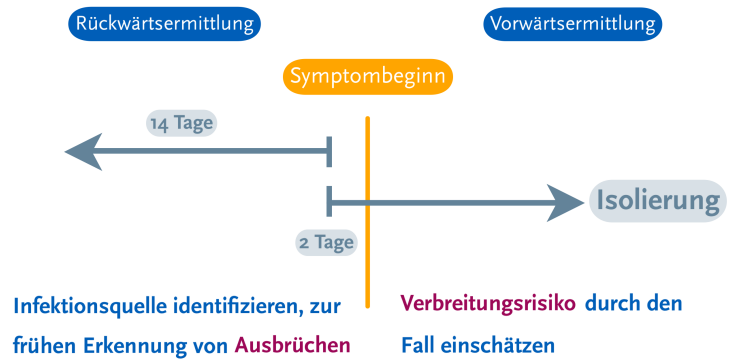 Rückwärtsermittlung
Vorwärtsermittlung
Symptombeginn
14 Tage
Isolierung
2 Tage
Infektionsquelle identifizieren, zur
frühen Erkennung von Ausbrüchen
Verbreitungsrisiko durch den
Fall einschätzen